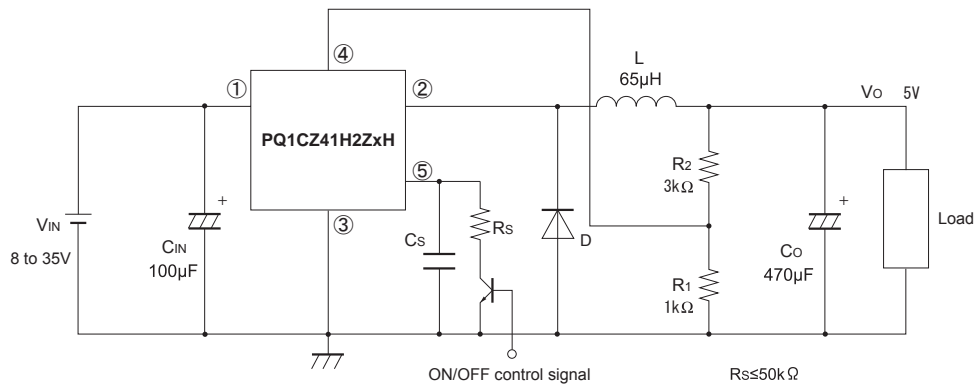 ④
L
65μH
①
②
Vo 5V
PQ1CZ41H2ZxH
R2
3kΩ
⑤
VIN
8 to 35V
CIN
100μF
+
③
CS
RS
D
R1
1kΩ
+
CO
470μF
Load
ON/OFF control signal
RS≤50kΩ